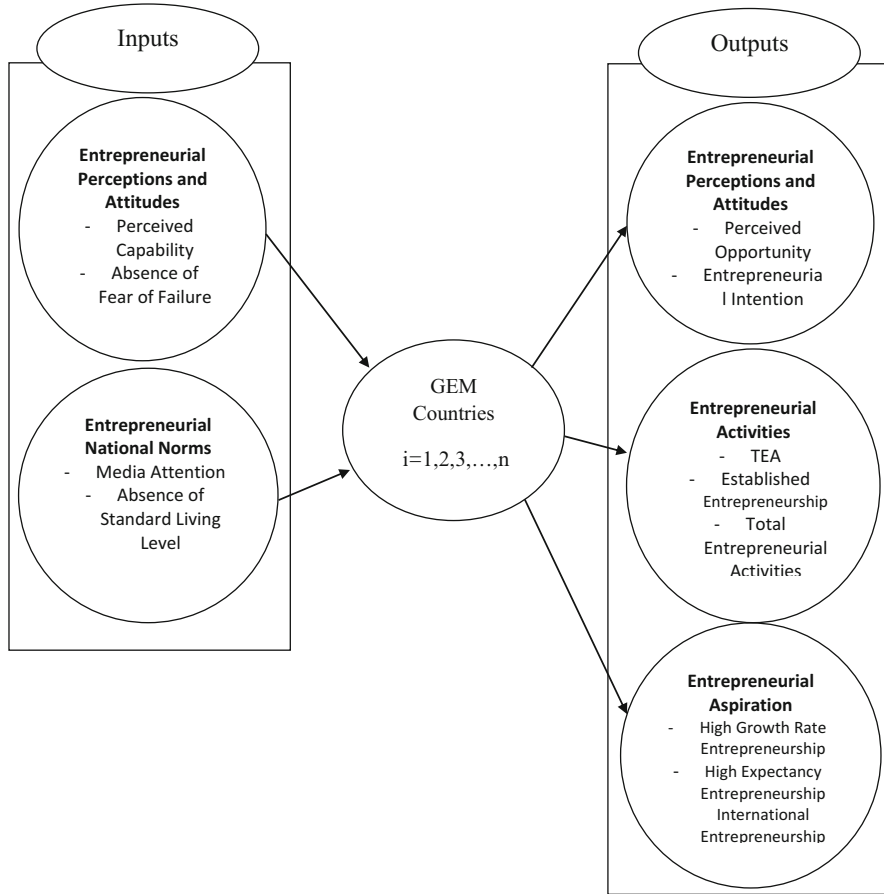 Inputs
Entrepreneurial
Perceptions and
Attitudes
- Perceived
Capability
- Absence of
Fear of Failure
Entrepreneurial
National Norms
- Media Attention
- Absence of
Standard Living
Level
GEM
Countries
i=1,2,3,…,n
Outputs
Entrepreneurial
Perceptions and
Attitudes
- Perceived
Opportunity
- Entrepreneuria
l Intention
Entrepreneurial
Activities
- TEA
- Established
Entrepreneurship
- Total
Entrepreneurial
Activities
Entrepreneurial
Aspiration
- High Growth Rate
Entrepreneurship
- High Expectancy
Entrepreneurship
International
Entrepreneurship